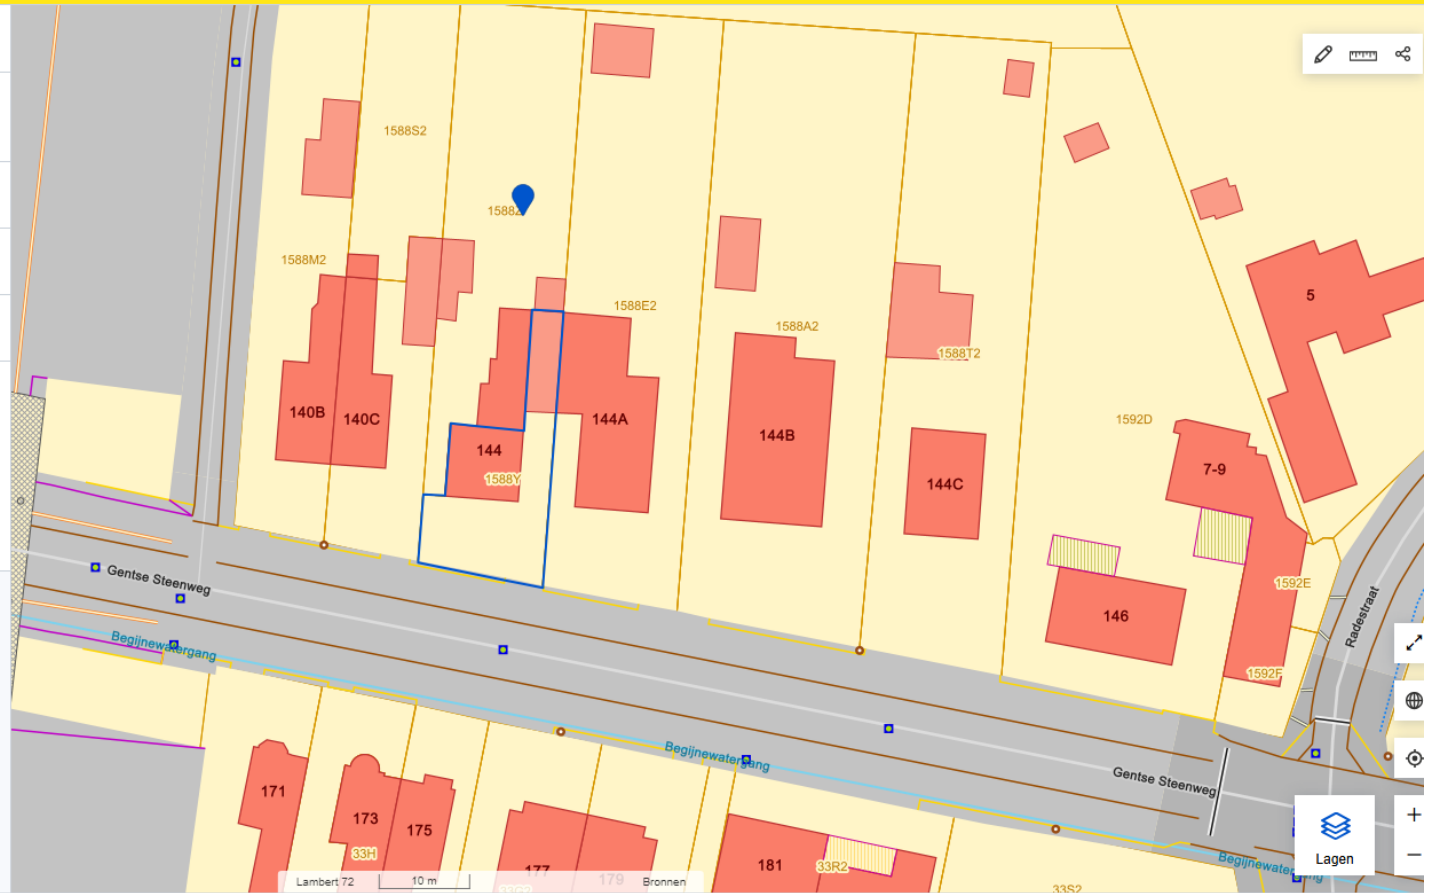 1588S2
1588Z
1588M2
1588E2
1588A2
5
1588T2
140B
140C
144A
1592D
144B
144
7-9
1588Y
144C
Gentse Steenweg
1592E
146
Radestraat
Begijnewatergang
1592F
Begijnewatergang
Gentse Steenweg
171
173
175
33H
177
179
181
33R2
Begijnewatergang
Lagen
Lambert 72
10 m
Bronnen
33S2